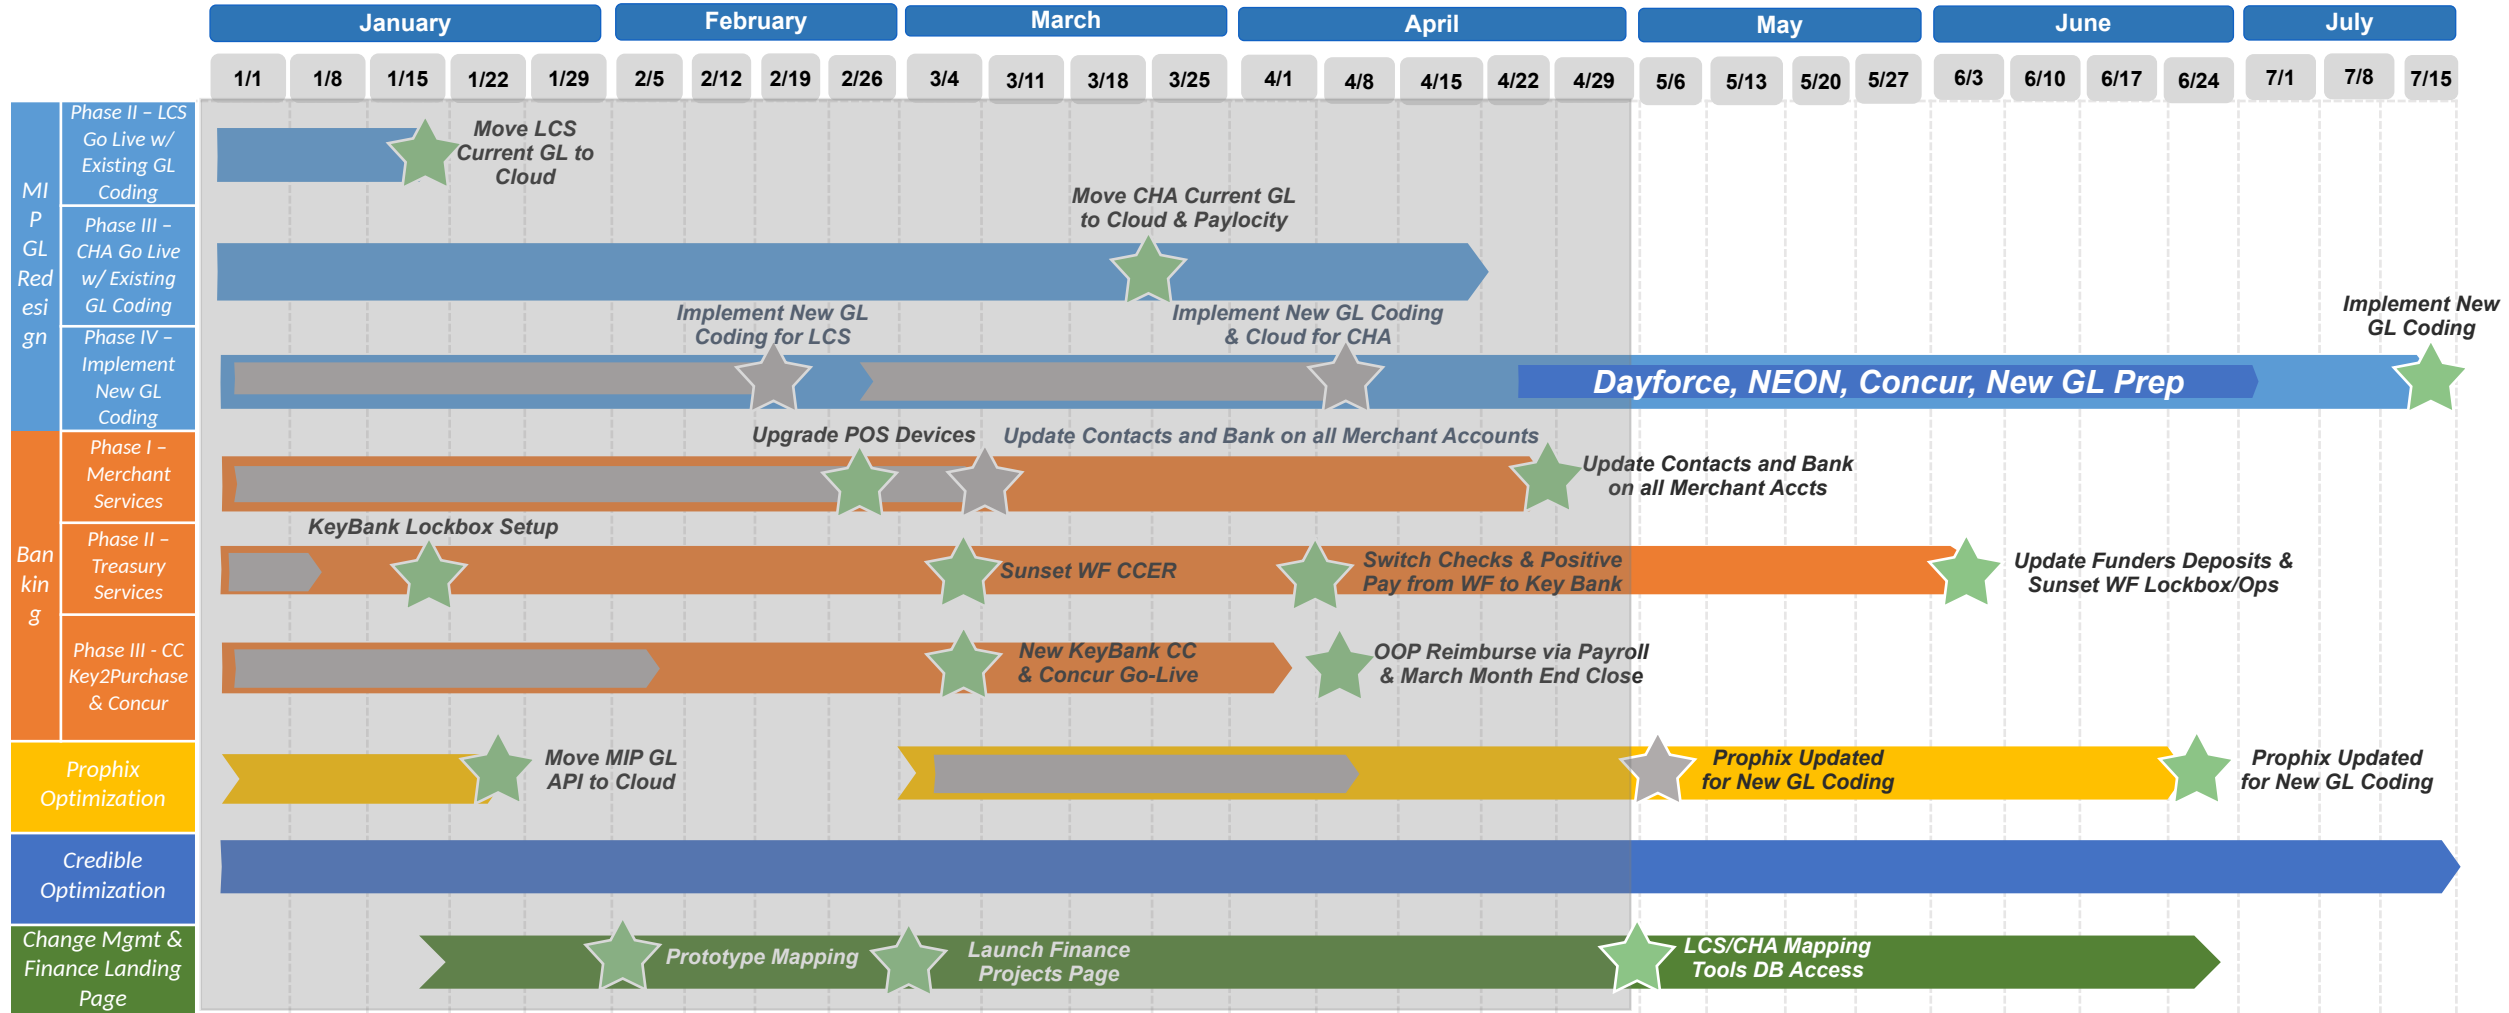 January
February
March
April
May
June
July
1/1
1/8
1/15
1/22
1/29
2/5
2/12
2/19
2/26
3/4
3/11
3/18
3/25
4/1
4/8
4/15
4/22
4/29
5/6
5/13
5/20
5/27
6/3
6/10
6/17
6/24
7/1
7/8
7/15
MI
P
GL
Red
esi
gn
Phase II – LCS
Go Live w/
Existing GL
Coding
Move LCS
Current GL to
Cloud
Phase III –
CHA Go Live
w/ Existing
GL Coding
Move CHA Current GL
to Cloud & Paylocity
Phase IV –
Implement
New GL
Coding
Implement New GL
Coding for LCS
Implement New GL Coding
& Cloud for CHA
Dayforce, NEON, Concur, New GL Prep
Implement New
GL Coding
Ban
kin
g
Phase I –
Merchant
Services
Upgrade POS Devices
Update Contacts and Bank on all Merchant Accounts
Update Contacts and Bank
on all Merchant Accts
Phase II –
Treasury
Services
KeyBank Lockbox Setup
Sunset WF CCER
Switch Checks & Positive
Pay from WF to Key Bank
Update Funders Deposits &
Sunset WF Lockbox/Ops
Phase III - CC
Key2Purchase
& Concur
New KeyBank CC
& Concur Go-Live
OOP Reimburse via Payroll
& March Month End Close
Prophix
Optimization
Move MIP GL
API to Cloud
Prophix Updated
for New GL Coding
Prophix Updated
for New GL Coding
Credible
Optimization
Change Mgmt &
Finance Landing
Page
Prototype Mapping
Launch Finance
Projects Page
LCS/CHA Mapping
Tools DB Access